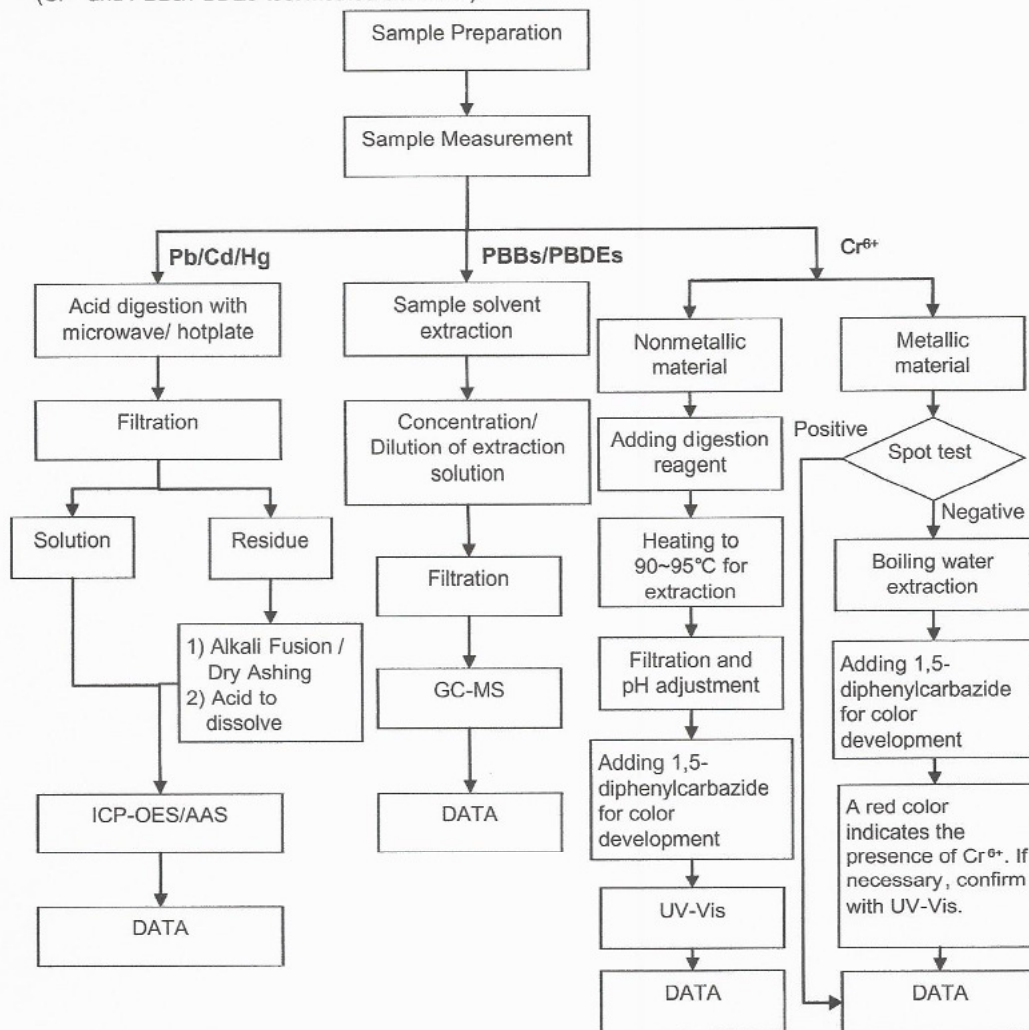 Sample Preparation
Sample Measurement
Pb/Cd/Hg
PBBs/PBDEs
Cr⁶⁺
Acid digestion with
microwave/ hotplate
Filtration
Solution
Residue
1) Alkali Fusion /
Dry Ashing
2) Acid to
dissolve
ICP-OES/AAS
DATA
Sample solvent
extraction
Concentration/
Dilution of extraction
solution
Filtration
GC-MS
DATA
Nonmetallic
material
Adding digestion
reagent
Heating to
90~95℃ for
extraction
Filtration and
pH adjustment
Adding 1,5-
diphenylcarbazide
for color
development
UV-Vis
DATA
Metallic
material
Positive
Spot test
Negative
Boiling water
extraction
Adding 1,5-
diphenylcarbazide
for color
development
A red color
indicates the
presence of Cr⁶⁺. If
necessary, confirm
with UV-Vis.
DATA